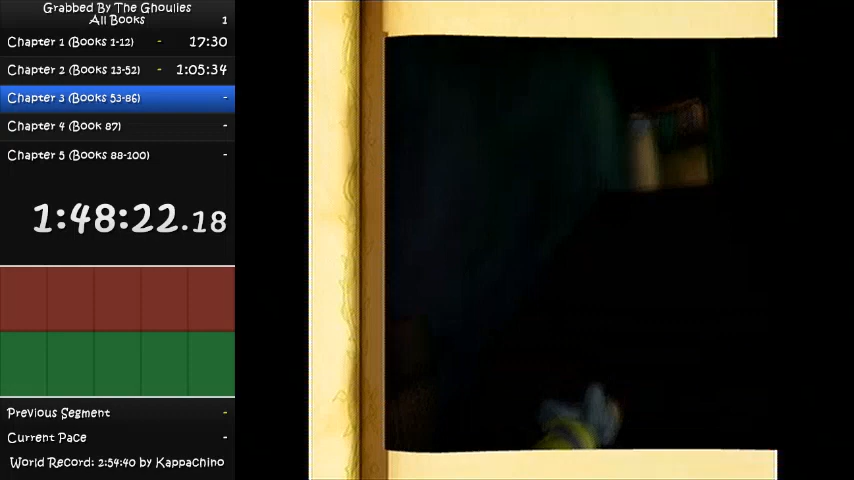 Grabbed By The Ghoulies
All Books 1
Chapter 1 (Books 1-12) - 17:30
Chapter 2 (Books 13-52) - 1:05:34
Chapter 3 (Books 53-86) -
Chapter 4 (Book 87) -
Chapter 5 (Books 88-100) -
1:48:22.18
Previous Segment -
Current Pace -
World Record: 2:54:40 by Kappachino